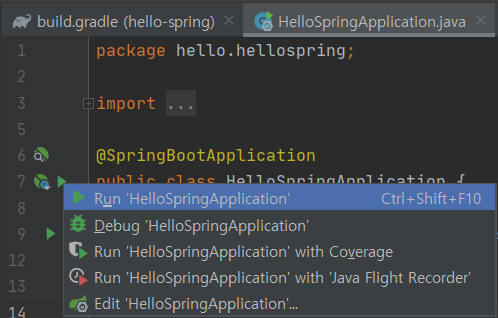 build.gradle (hello-spring)
HelloSpringApplication.java
1 package hello.hellospring;
2
3 import ...
5
6 @SpringBootApplication
7 public class HelloSpringApplication {
Run 'HelloSpringApplication' Ctrl+Shift+F10
Debug 'HelloSpringApplication'
9
Run 'HelloSpringApplication' with Coverage
12
Run 'HelloSpringApplication' with 'Java Flight Recorder'
13
Edit 'HelloSpringApplication'...
14